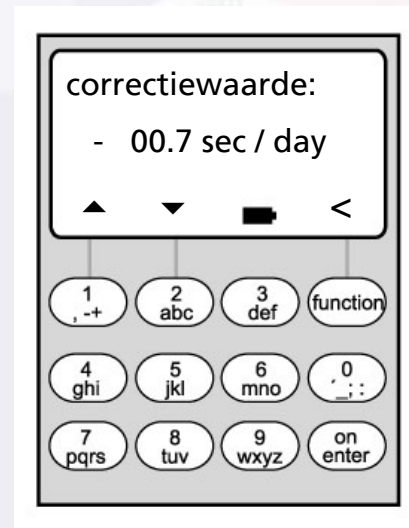 correctiewaarde:
- 00.7 sec / day
<
1 2 3 function
, -+ abc def
4 5 6 0
ghi jkl mno ´_; :
7 8 9 on
pqrs tuv wxyz enter